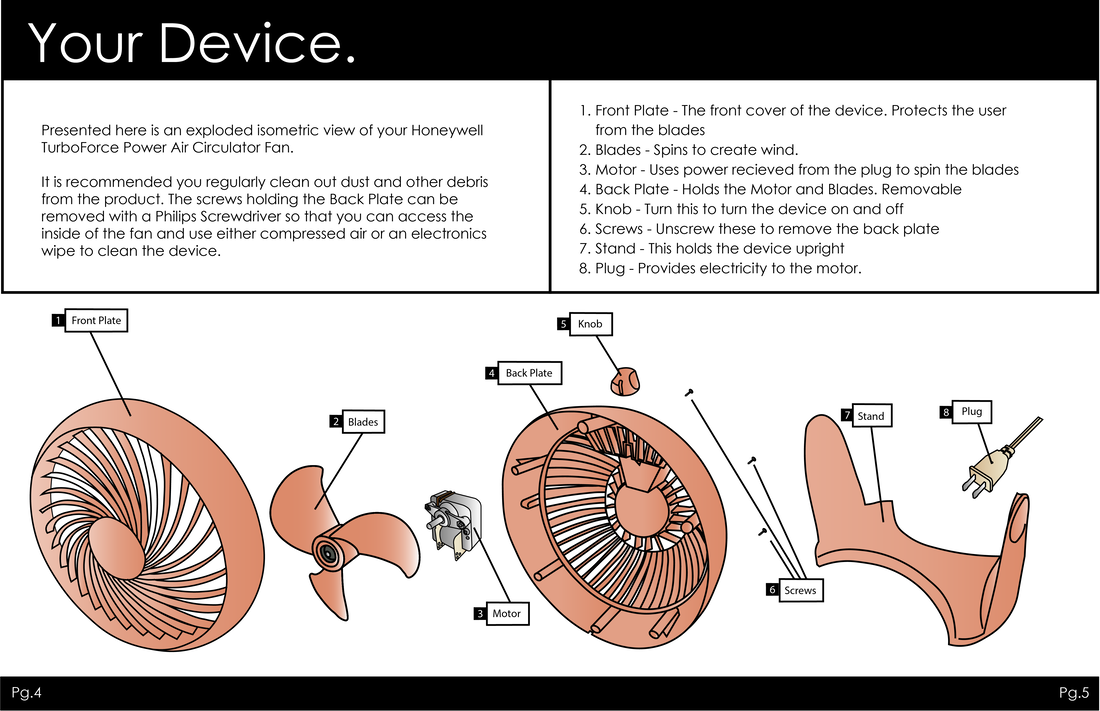 Your Device.
Presented here is an exploded isometric view of your Honeywell
TurboForce Power Air Circulator Fan.
It is recommended you regularly clean out dust and other debris
from the product. The screws holding the Back Plate can be
removed with a Philips Screwdriver so that you can access the
inside of the fan and use either compressed air or an electronics
wipe to clean the device.
1. Front Plate - The front cover of the device. Protects the user
from the blades
2. Blades - Spins to create wind.
3. Motor - Uses power recieved from the plug to spin the blades
4. Back Plate - Holds the Motor and Blades. Removable
5. Knob - Turn this to turn the device on and off
6. Screws - Unscrew these to remove the back plate
7. Stand - This holds the device upright
8. Plug - Provides electricity to the motor.
1 Front Plate
5 Knob
4 Back Plate
2 Blades
7 Stand
8 Plug
6 Screws
3 Motor
Pg.4
Pg.5